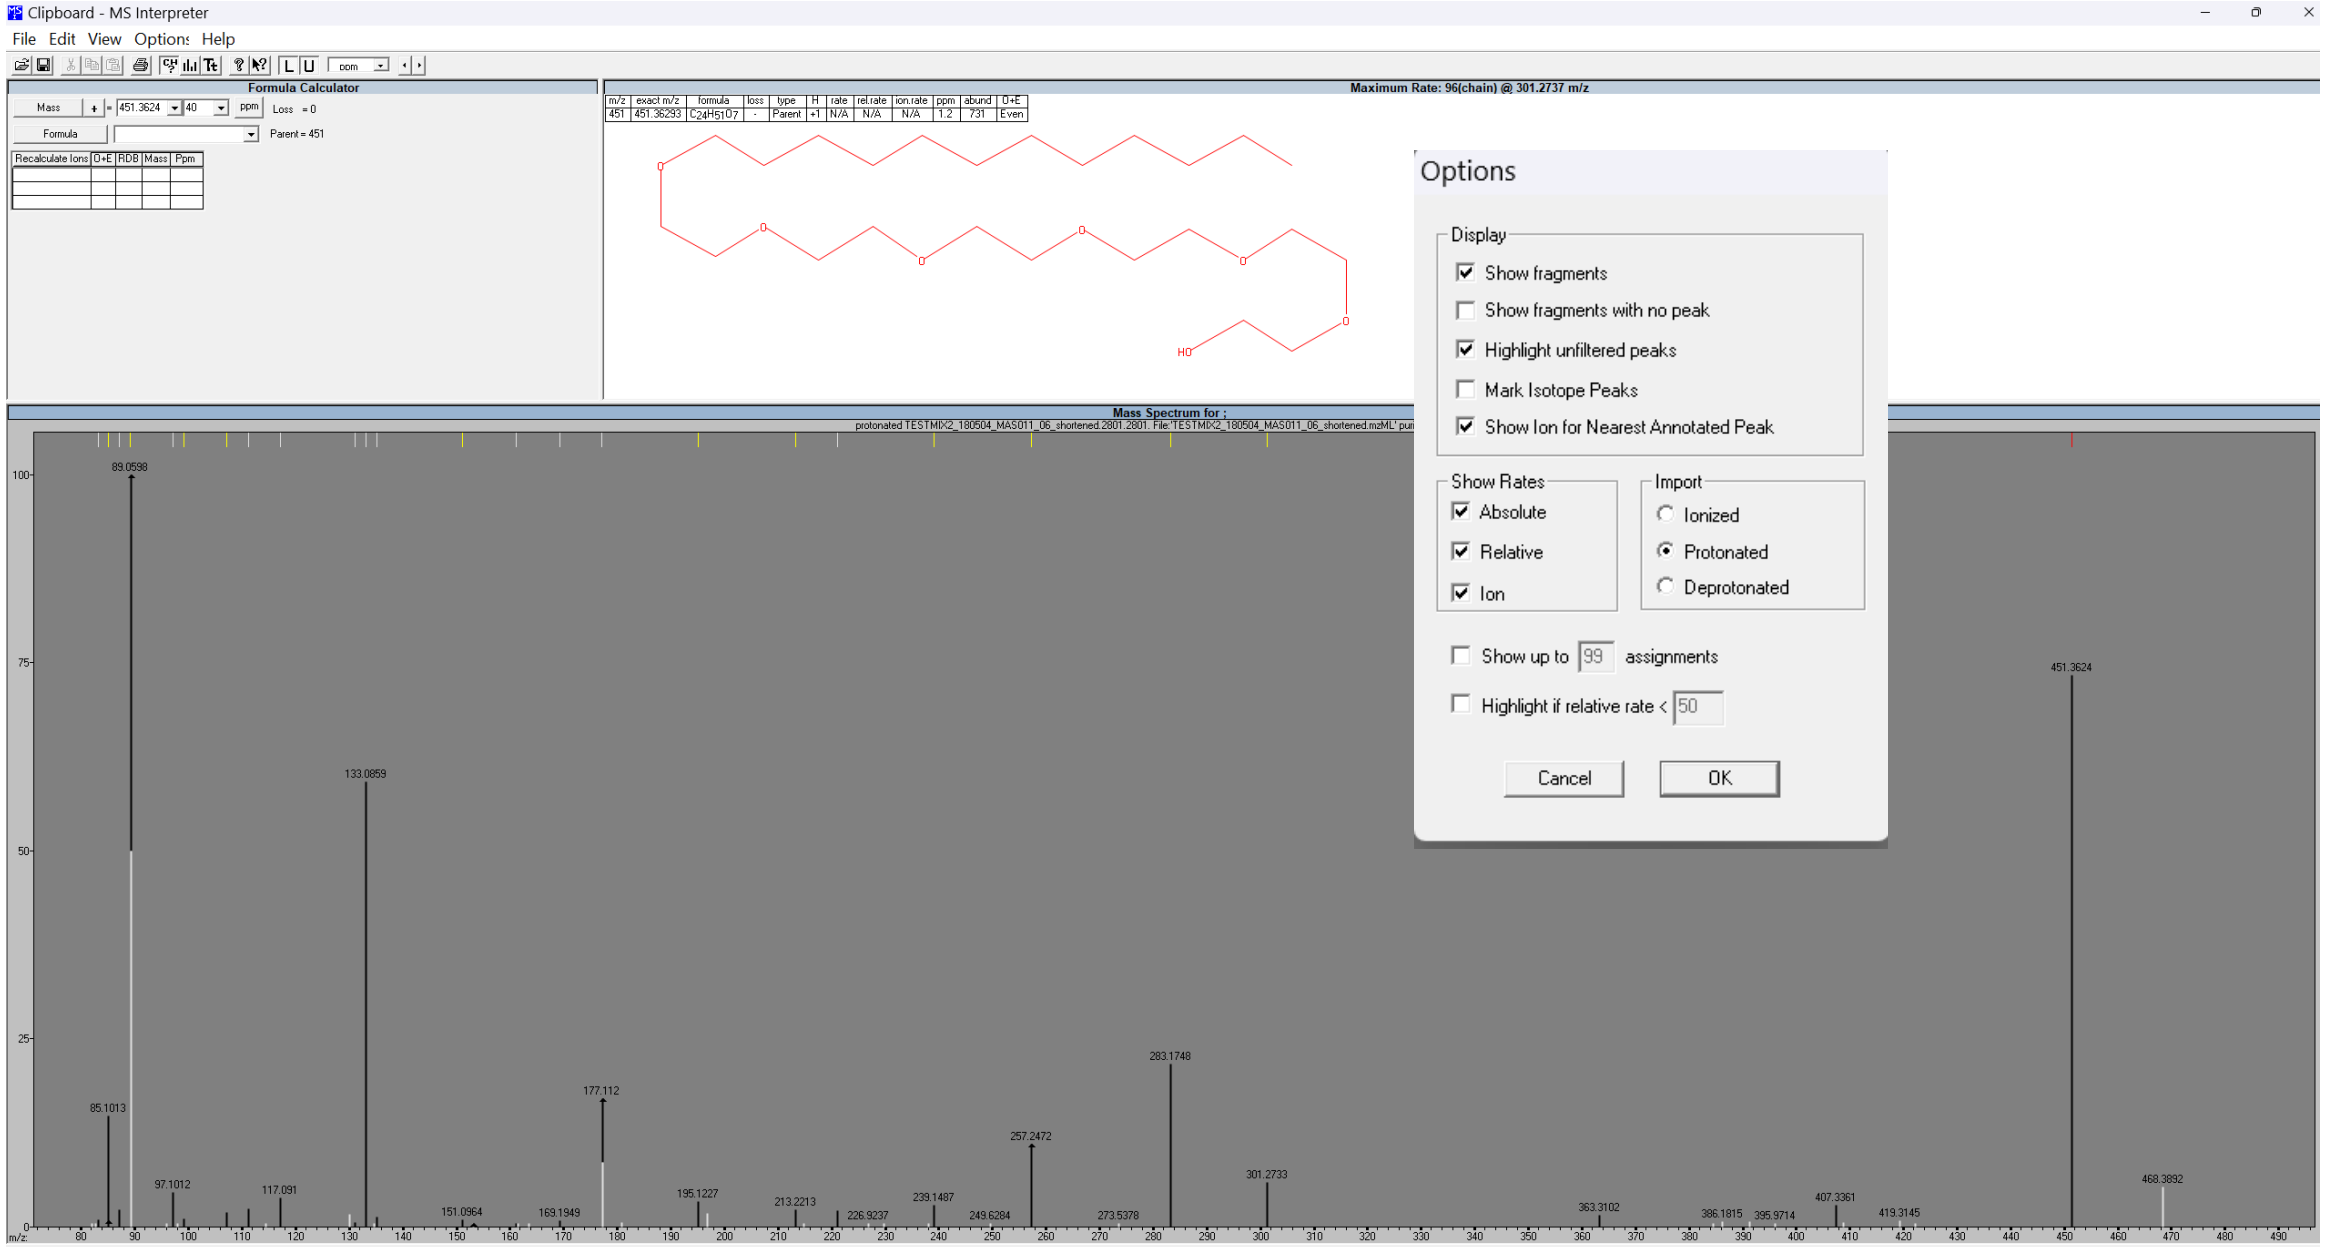 Clipboard - MS Interpreter
File Edit View Options Help
ppm
Formula Calculator
Mass + = 451.3624 40 ppm Loss = 0
Formula Parent = 451
Recalculate Ions O+E RDB Mass Ppm
Maximum Rate: 96(chain) @ 301.2737 m/z
m/z exact m/z formula loss type H rate rel.rate ion.rate ppm abund O+E
451 451.36293 C24H51O7 - Parent +1 N/A N/A N/A 1.2 731 Even
O
O
O
O
O
O
HO
Options
Display
Show fragments
Show fragments with no peak
Highlight unfiltered peaks
Mark Isotope Peaks
Show Ion for Nearest Annotated Peak
Show Rates
Absolute
Relative
Ion
Import
Ionized
Protonated
Deprotonated
Show up to 99 assignments
Highlight if relative rate < 50
Cancel OK
Mass Spectrum for ;
protonated TESTMIX2_180504_MAS011_06_shortened.2801.2801. File:'TESTMIX2_180504_MAS011_06_shortened.mzML' puri
100
75
50
25
0
89.0598
451.3624
133.0859
283.1748
177.112
85.1013
257.2472
301.2733
468.3892
97.1012
117.091
195.1227
239.1487
407.3361
213.2213
363.3102
151.0964
169.1949
226.9237
249.6284
273.5378
386.1815
395.9714
419.3145
m/z: 80 90 100 110 120 130 140 150 160 170 180 190 200 210 220 230 240 250 260 270 280 290 300 310 320 330 340 350 360 370 380 390 400 410 420 430 440 450 460 470 480 490